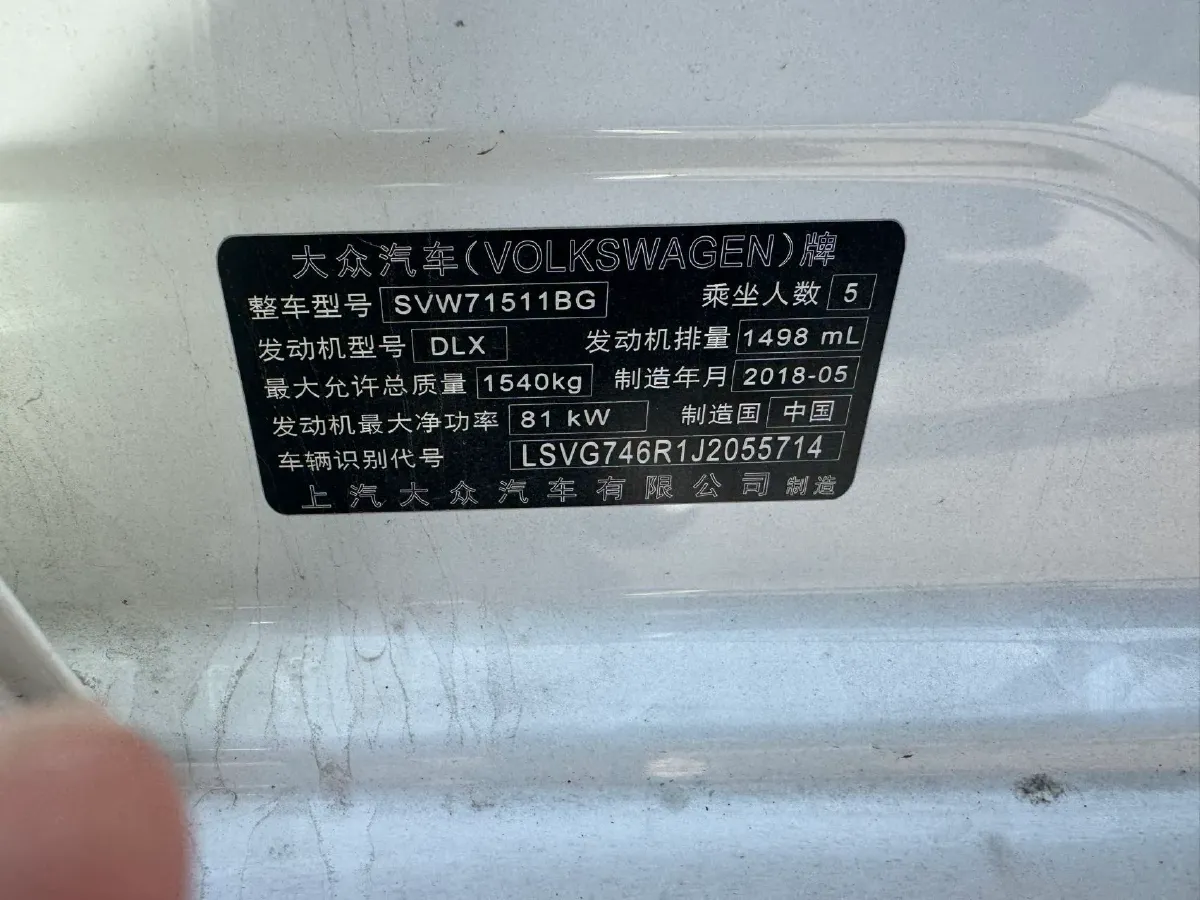 大众汽车(VOLKSWAGEN)牌
整车型号 SVW71511BG 乘坐人数 5
发动机型号 DLX 发动机排量 1498 mL
最大允许总质量 1540kg 制造年月 2018-05
发动机最大净功率 81 kW 制造国 中国
车辆识别代号 LSVG746R1J2055714
上汽大众汽车有限公司 制造